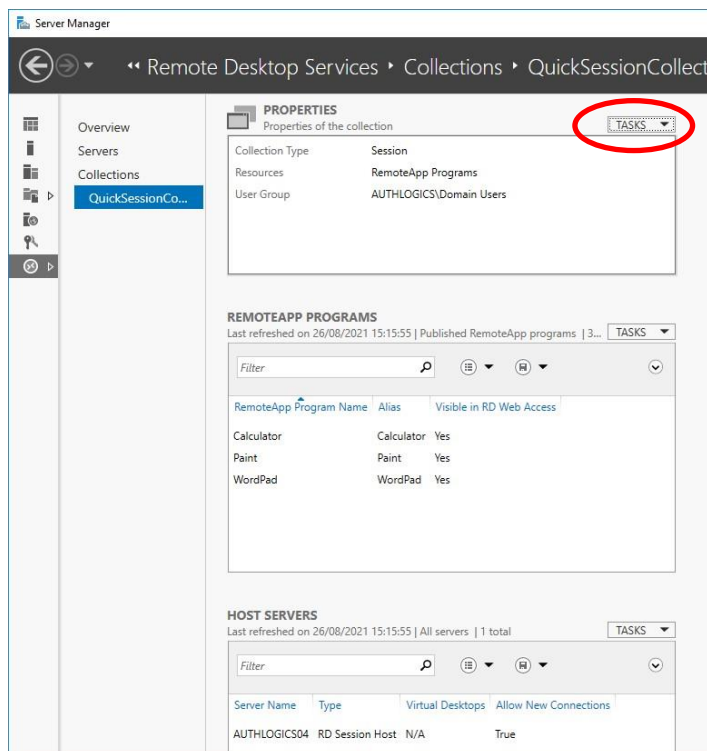 Server Manager
Remote Desktop Services Collections QuickSessionCollect
PROPERTIES
Properties of the collection
TASKS
Overview
Servers
Collections
QuickSessionCo...
Collection Type Session
Resources RemoteApp Programs
User Group AUTHLOGICS\Domain Users
REMOTEAPP PROGRAMS
Last refreshed on 26/08/2021 15:15:55 | Published RemoteApp programs | 3... TASKS
Filter
RemoteApp Program Name Alias Visible in RD Web Access
Calculator Calculator Yes
Paint Paint Yes
WordPad WordPad Yes
HOST SERVERS
Last refreshed on 26/08/2021 15:15:55 | All servers | 1 total TASKS
Filter
Server Name Type Virtual Desktops Allow New Connections
AUTHLOGICS04 RD Session Host N/A True